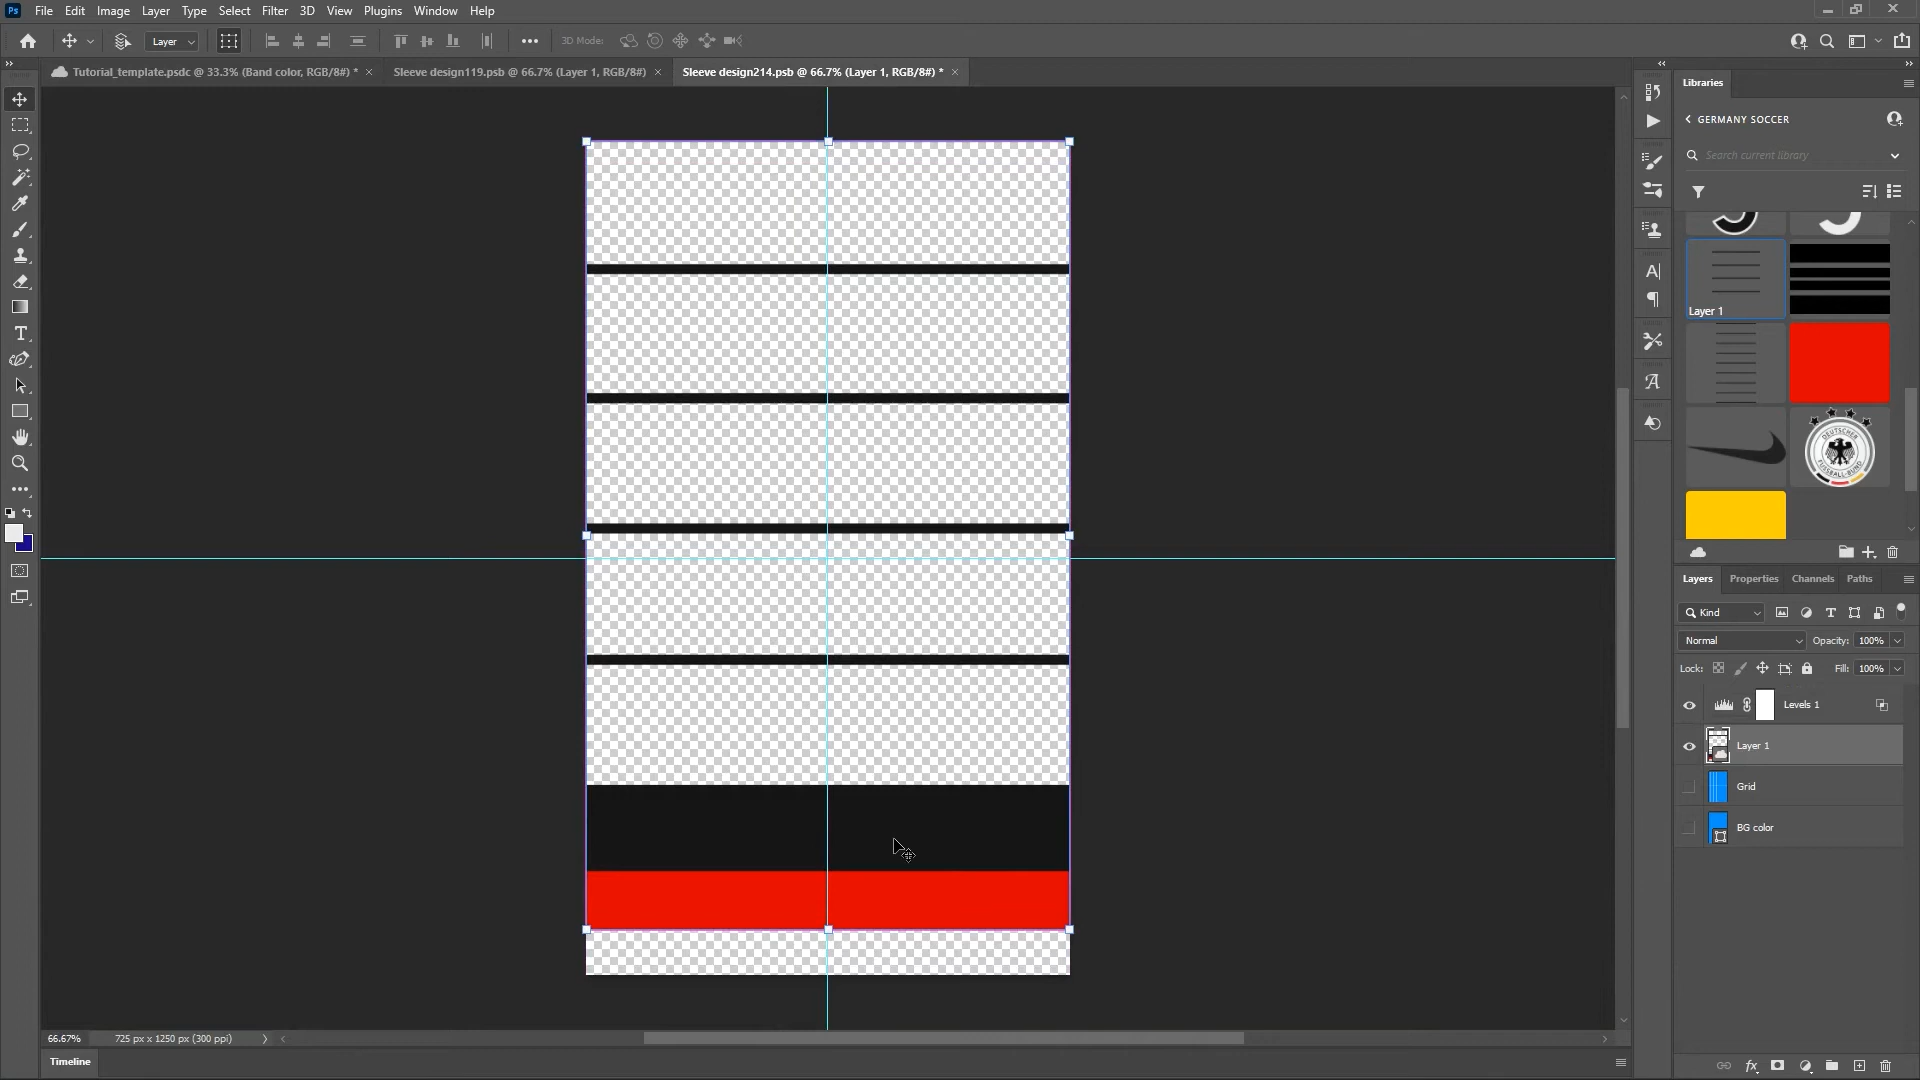 Ps File Edit Image Layer Type Select Filter 3D View Plugins Window Help
Layer 3D Mode:
Tutorial_template.psdc @ 33.3% (Band color, RGB/8#) * × Sleeve design119.psb @ 66.7% (Layer 1, RGB/8#) × Sleeve design214.psb @ 66.7% (Layer 1, RGB/8#) * ×
Libraries
GERMANY SOCCER
Search current library
Layer 1
DEUTSCHER
FUSSBALL-BUND
Layers Properties Channels Paths
Kind
Normal Opacity: 100%
Lock: Fill: 100%
Levels 1
Layer 1
Grid
BG color
66.67% 725 px x 1250 px (300 ppi)
Timeline